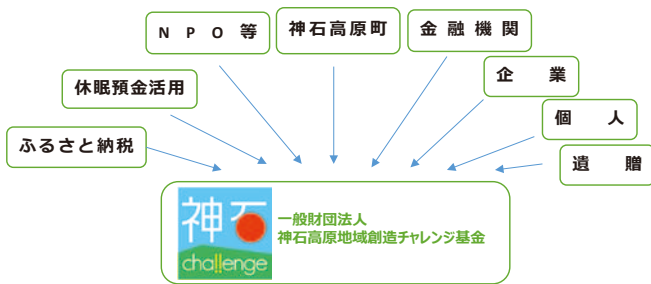 ＮＰＯ等
神石高原町
金融機関
休眠預金活用
企業
ふるさと納税
個人
遺贈
神石
challenge
一般財団法人
神石高原地域創造チャレンジ基金